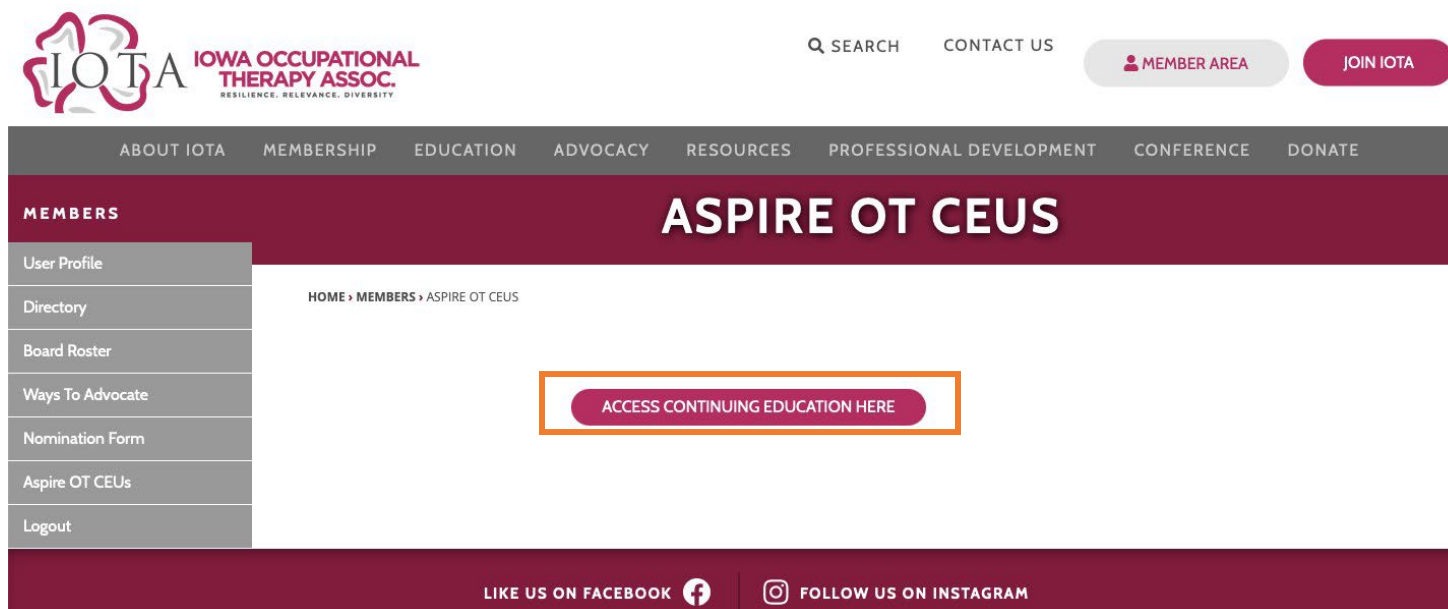 IOTA
IOWA OCCUPATIONAL
THERAPY ASSOC.
RESILIENCE. RELEVANCE. DIVERSITY
SEARCH CONTACT US MEMBER AREA JOIN IOTA
ABOUT IOTA MEMBERSHIP EDUCATION ADVOCACY RESOURCES PROFESSIONAL DEVELOPMENT CONFERENCE DONATE
MEMBERS
ASPIRE OT CEUS
User Profile
Directory
Board Roster
Ways To Advocate
Nomination Form
Aspire OT CEUs
Logout
HOME › MEMBERS › ASPIRE OT CEUS
ACCESS CONTINUING EDUCATION HERE
LIKE US ON FACEBOOK FOLLOW US ON INSTAGRAM